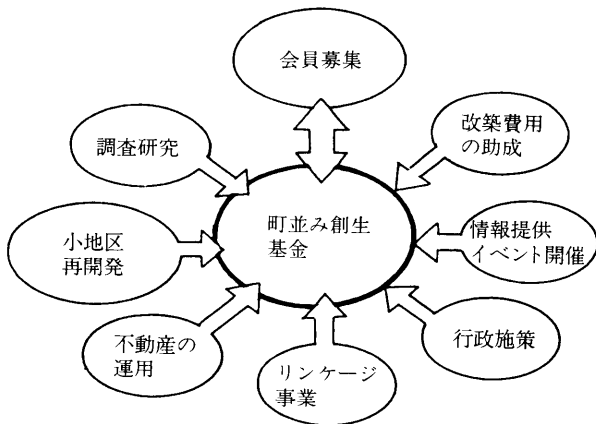 会員募集
調査研究
改築費用
の助成
町並み創生
基金
小地区
再開発
情報提供
イベント開催
不動産の
運用
リンケージ
事業
行政施策